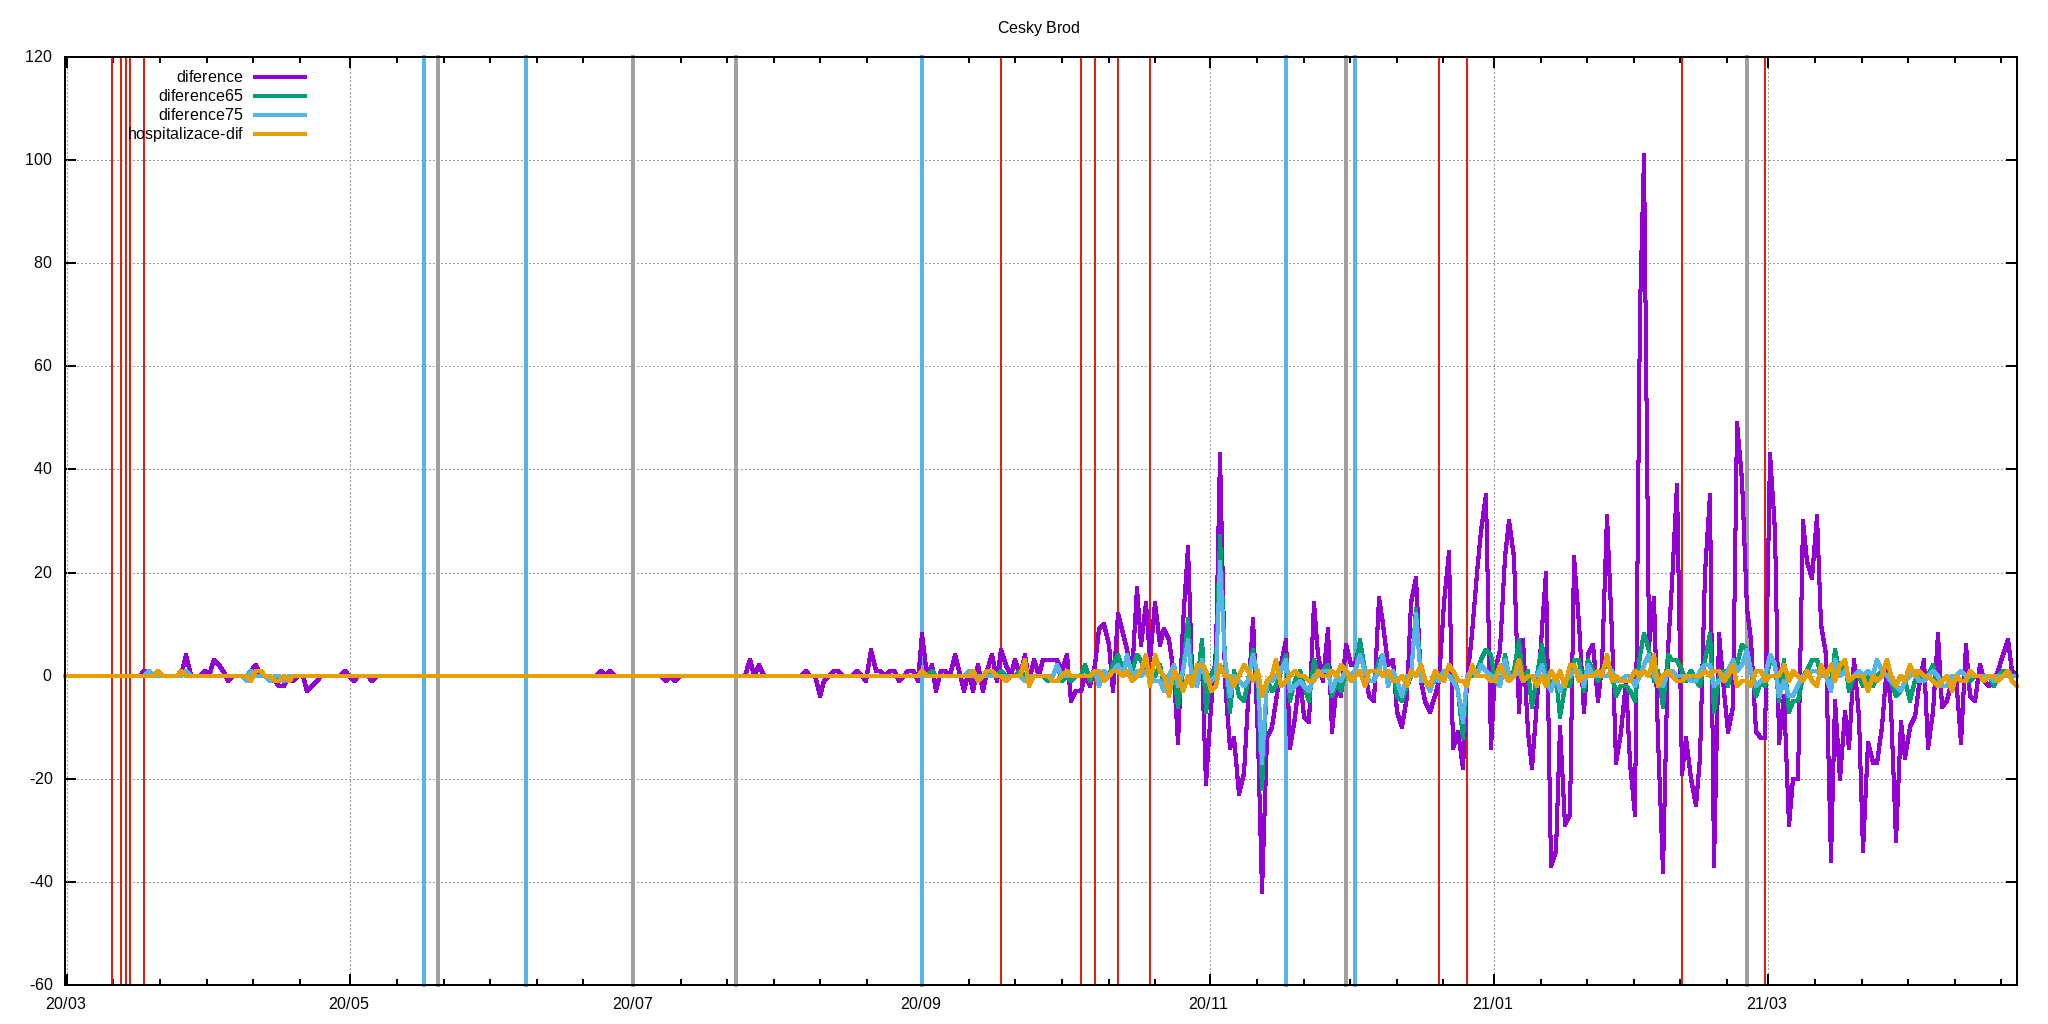 Cesky Brod
120
100
80
60
40
20
0
-20
-40
-60
diference
diference65
diference75
hospitalizace-dif
20/03 20/05 20/07 20/09 20/11 21/01 21/03